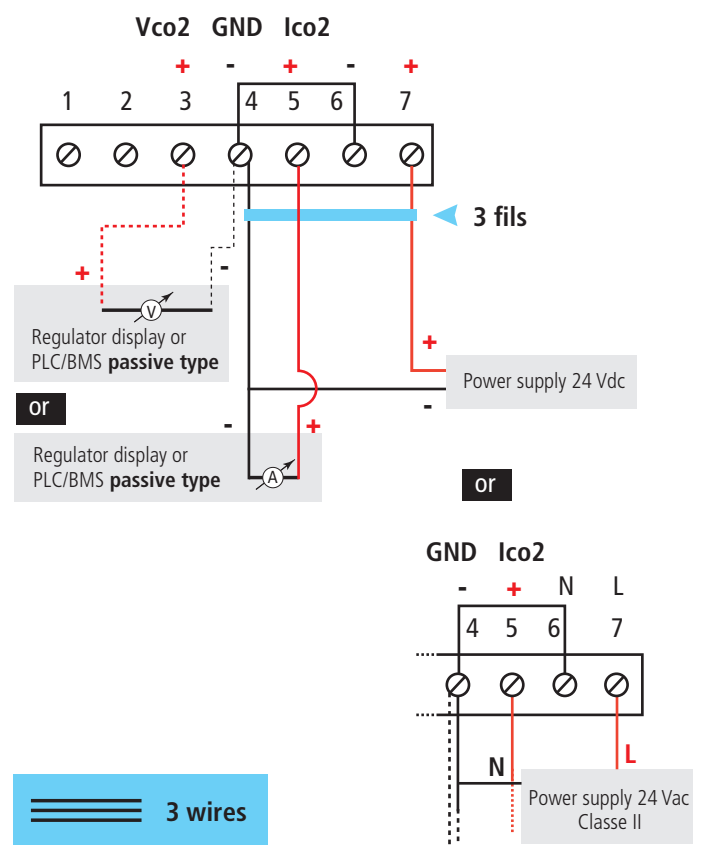 Vco2 GND Ico2
+ - + - +
1 2 3 4 5 6 7
3 fils
+ -
V
Regulator display or
PLC/BMS passive type
+
Power supply 24 Vdc
-
or
- +
Regulator display or
PLC/BMS passive type
A
or
GND Ico2
- + N L
4 5 6 7
N L
Power supply 24 Vac
Classe II
3 wires